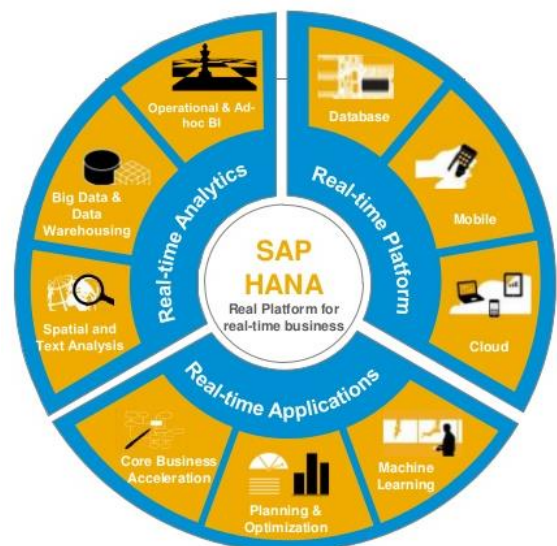 SAP
HANA
Real Platform for
real-time business
Real-time Analytics
Operational & Ad-
hoc BI
Big Data &
Data
Warehousing
Spatial and
Text Analysis
Real-time Platform
Database
Mobile
Cloud
Real-time Applications
Core Business
Acceleration
Planning &
Optimization
Machine
Learning